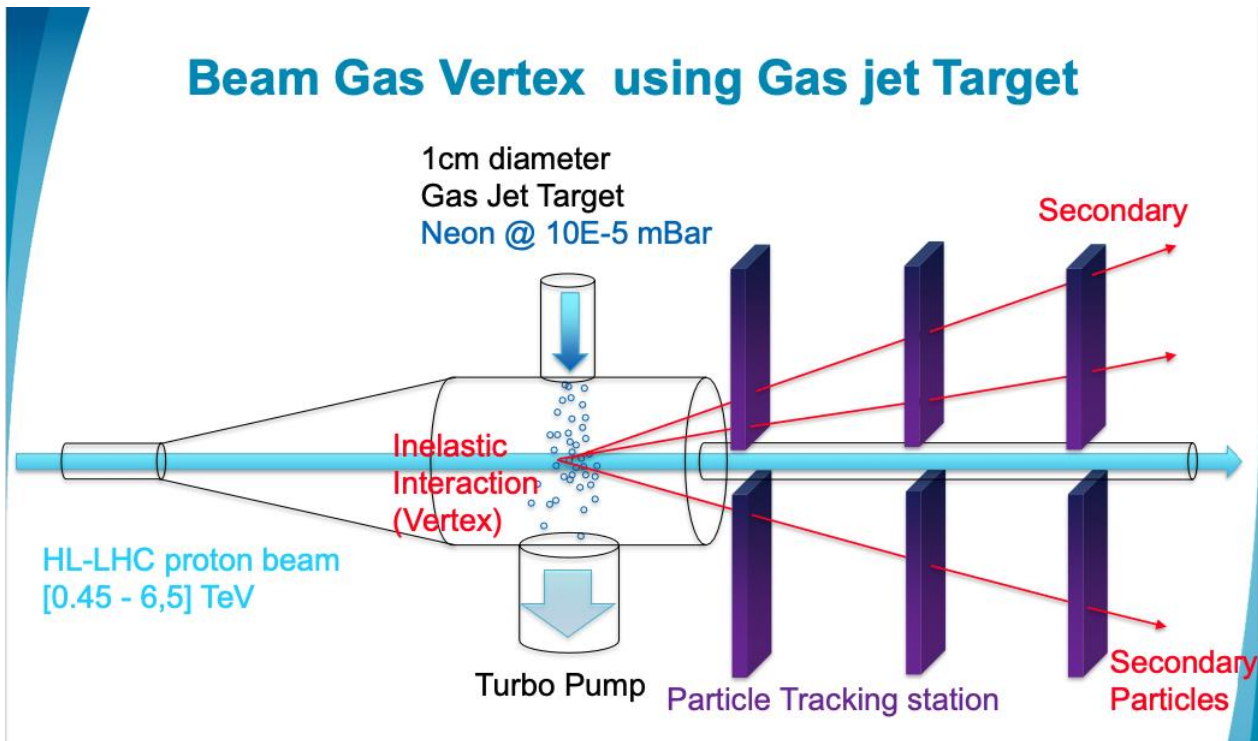 Beam Gas Vertex  using Gas jet Target
1cm diameter
Gas Jet Target
Neon @ 10E-5 mBar
Secondary
Inelastic
Interaction
(Vertex)
HL-LHC proton beam
[0.45 - 6,5] TeV
Turbo Pump
Particle Tracking station
Secondary
Particles